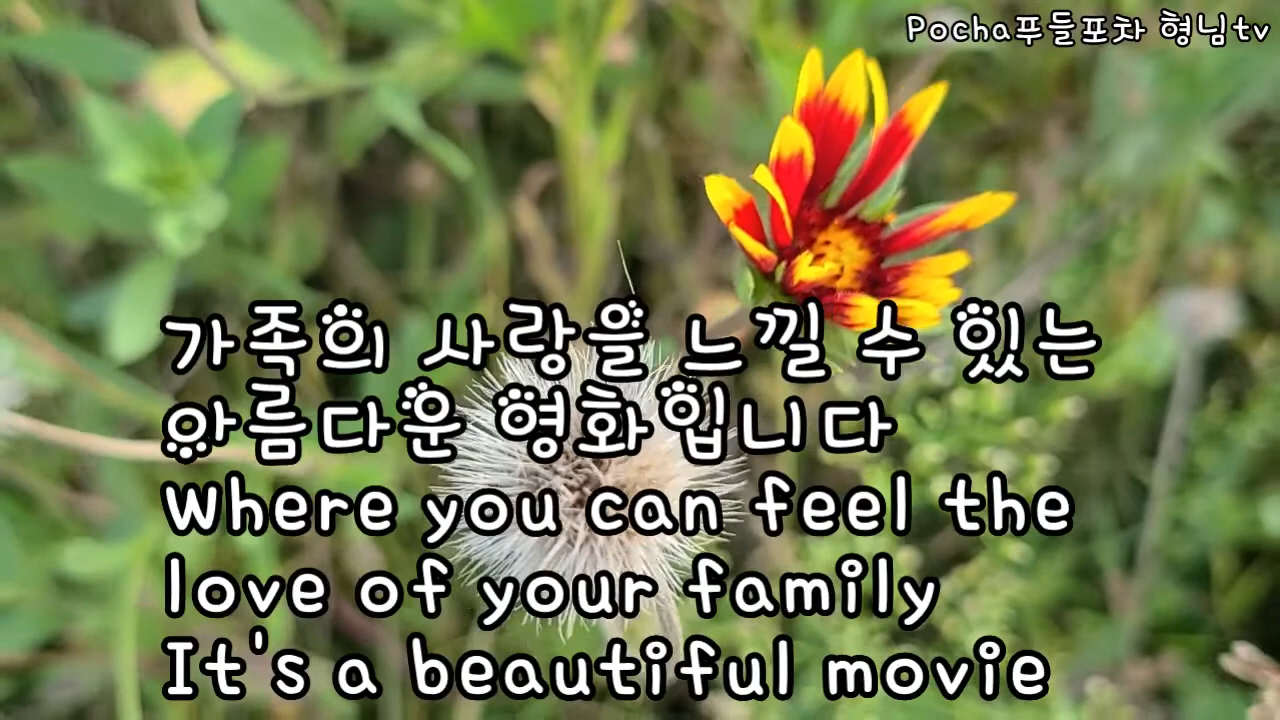 Pocha푸들포차 형님tv
가족의 사랑을 느낄 수 있는
아름다운 영화입니다
Where you can feel the
love of your family
It's a beautiful movie